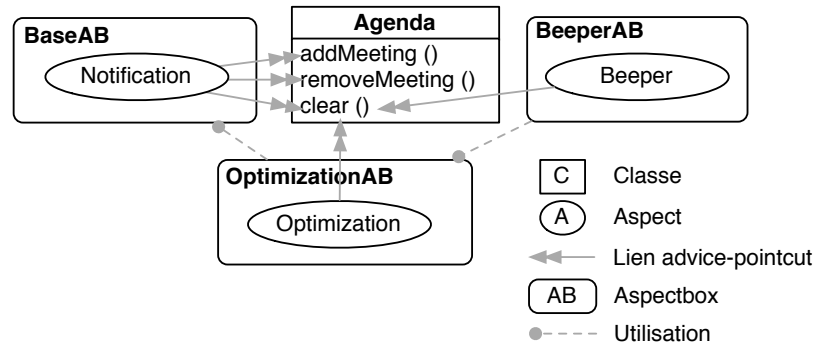 BaseAB
Notification
Agenda
addMeeting ()
removeMeeting ()
clear ()
BeeperAB
Beeper
OptimizationAB
Optimization
C Classe
A Aspect
Lien advice-pointcut
AB Aspectbox
Utilisation